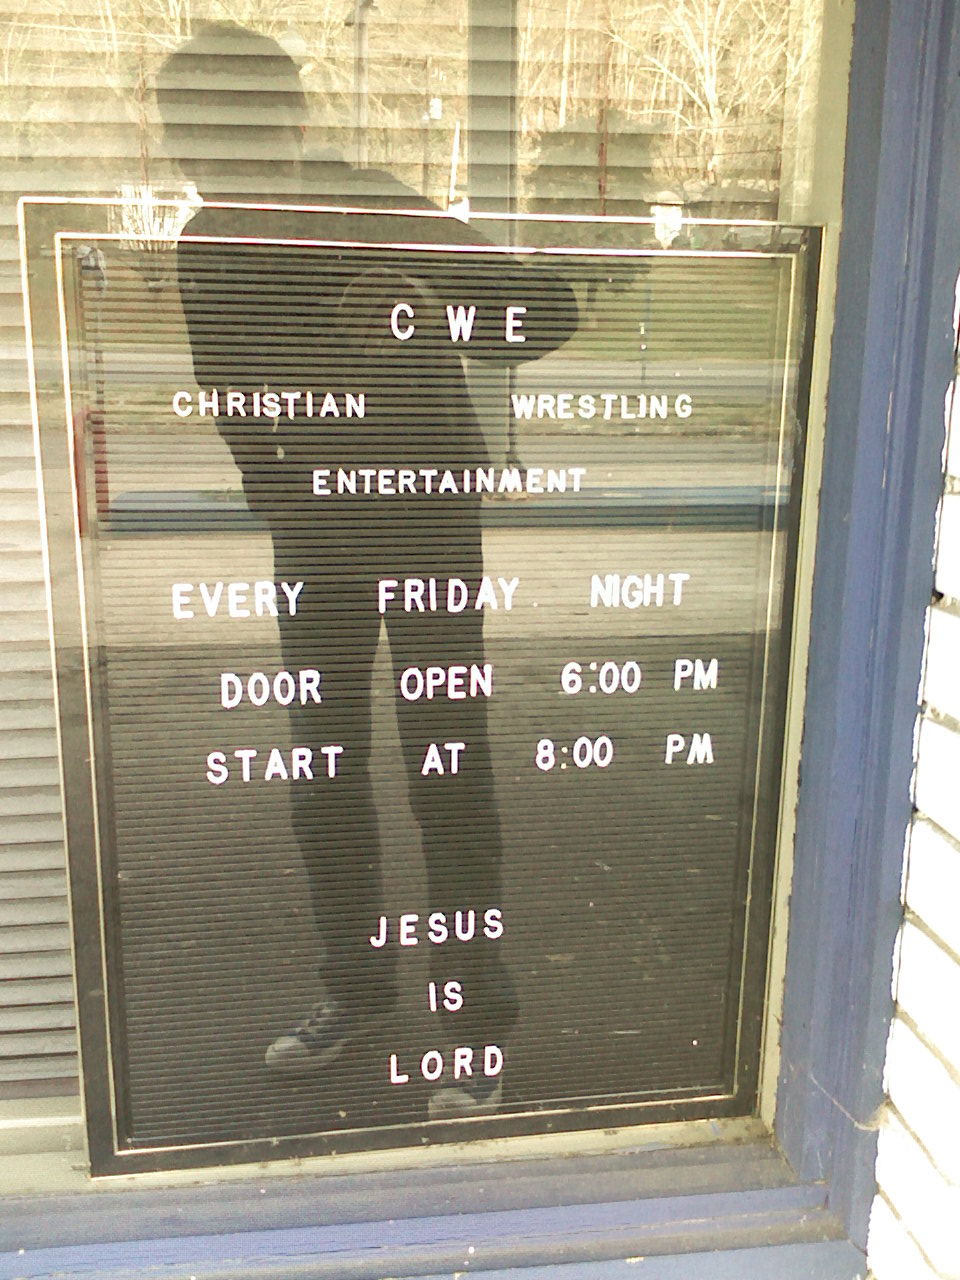 C W E
CHRISTIAN WRESTLING
ENTERTAINMENT
EVERY FRIDAY. NIGHT
DOOR OPEN 6:00 PM
START AT 8:00 PM
JESUS
IS
LORD